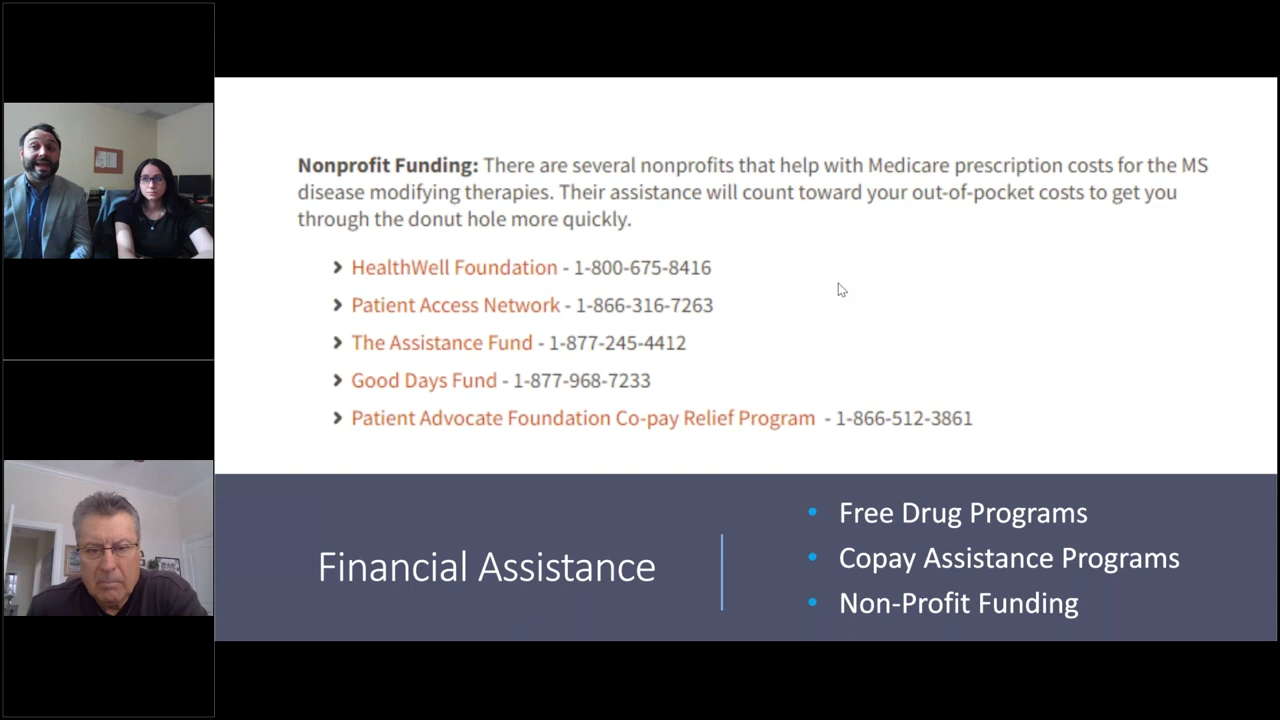 Nonprofit Funding: There are several nonprofits that help with Medicare prescription costs for the MS
disease modifying therapies. Their assistance will count toward your out-of-pocket costs to get you
through the donut hole more quickly.
HealthWell Foundation - 1-800-675-8416
Patient Access Network - 1-866-316-7263
The Assistance Fund - 1-877-245-4412
Good Days Fund - 1-877-968-7233
Patient Advocate Foundation Co-pay Relief Program - 1-866-512-3861
Financial Assistance
• Free Drug Programs
• Copay Assistance Programs
• Non-Profit Funding